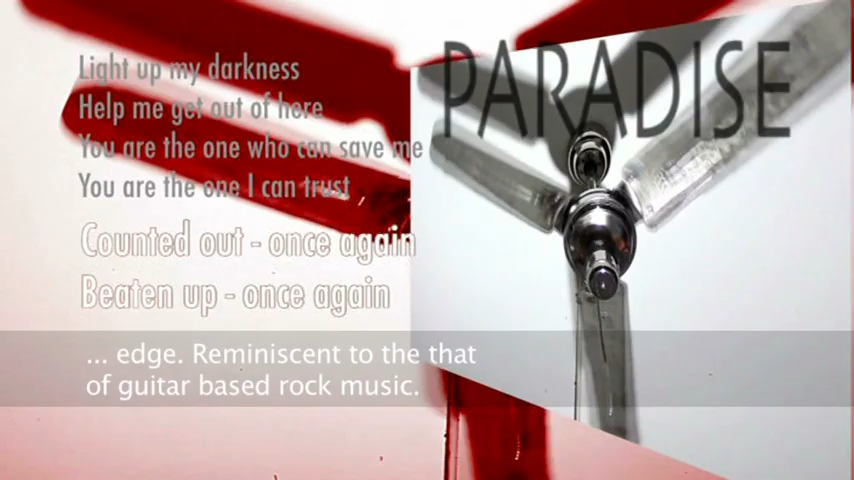 PARADISE
Light up my darkness
Help me get out of here
You are the one who can save me
You are the one I can trust
Counted out - once again
Beaten up - once again
... edge. Reminiscent to the that
of guitar based rock music.